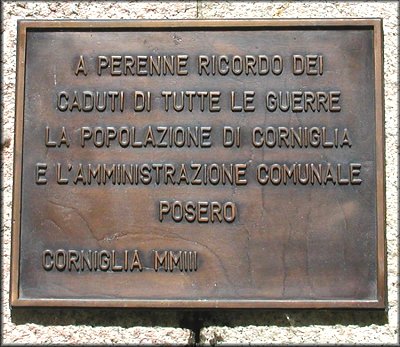 A PERENNE RICORDO DEI
CADUTI DI TUTTE LE GUERRE
LA POPOLAZIONE DI CORNIGLIA
E L'AMMINISTRAZIONE COMUNALE
POSERO
CORNIGLIA MMIII